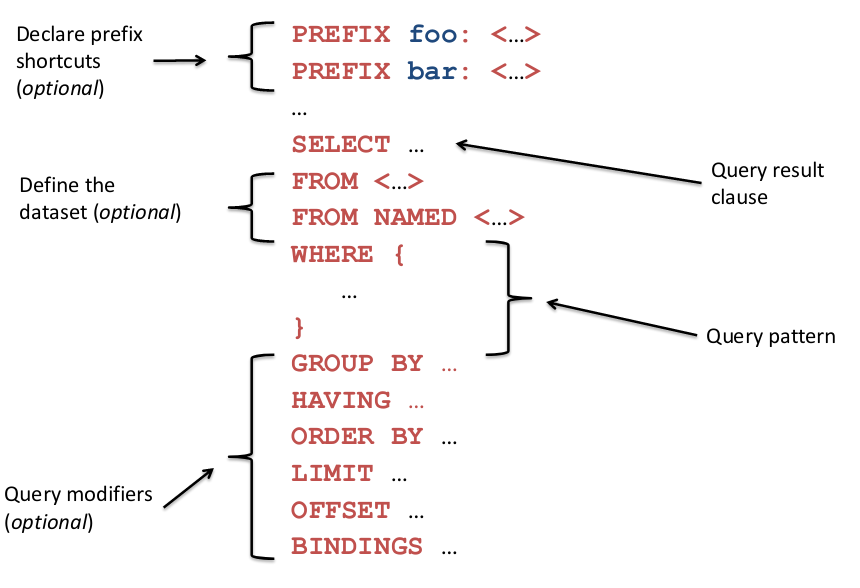 Declare prefix
shortcuts
(optional)
PREFIX foo: <…>
PREFIX bar: <…>
…
SELECT …
Query result
clause
Define the
dataset (optional)
FROM <…>
FROM NAMED <…>
WHERE {
…
}
Query pattern
GROUP BY …
HAVING …
ORDER BY …
LIMIT …
OFFSET …
BINDINGS …
Query modifiers
(optional)